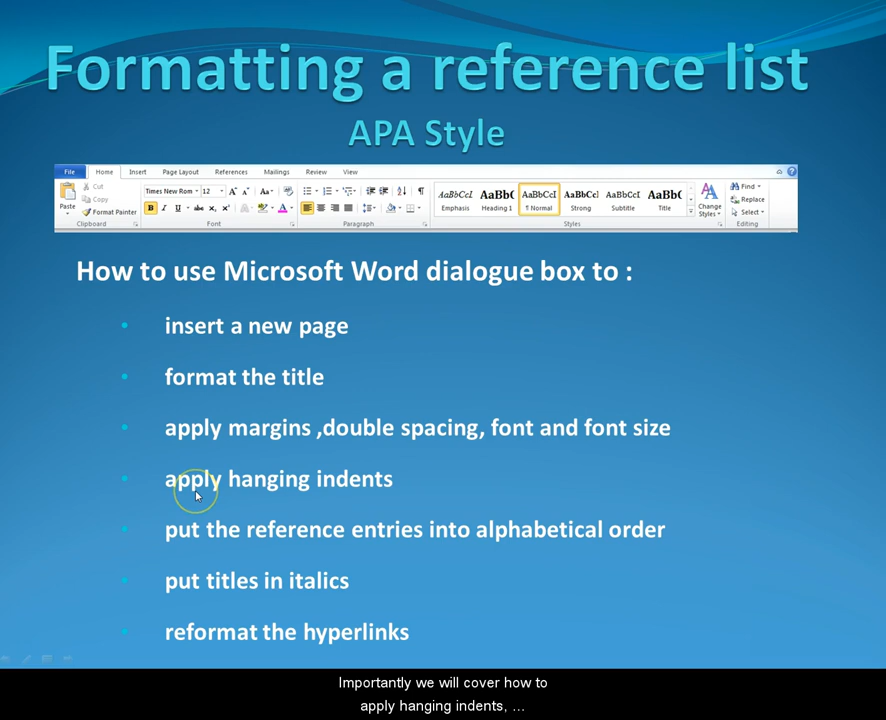 Formatting a reference list
APA Style
File Home Insert Page Layout References Mailings Review View
Paste
Cut
Copy
Format Painter
Clipboard
Times New Rom 12
Font
Paragraph
AaBbCcI AaBbC AaBbCcI AaBbCcl AaBbCcI AaBb(
Emphasis Heading 1 ¶ Normal Strong Subtitle Title
Styles
Change Styles
Find
Replace
Select
Editing
How to use Microsoft Word dialogue box to :
• insert a new page
• format the title
• apply margins ,double spacing, font and font size
• apply hanging indents
• put the reference entries into alphabetical order
• put titles in italics
• reformat the hyperlinks
Importantly we will cover how to
apply hanging indents, ...